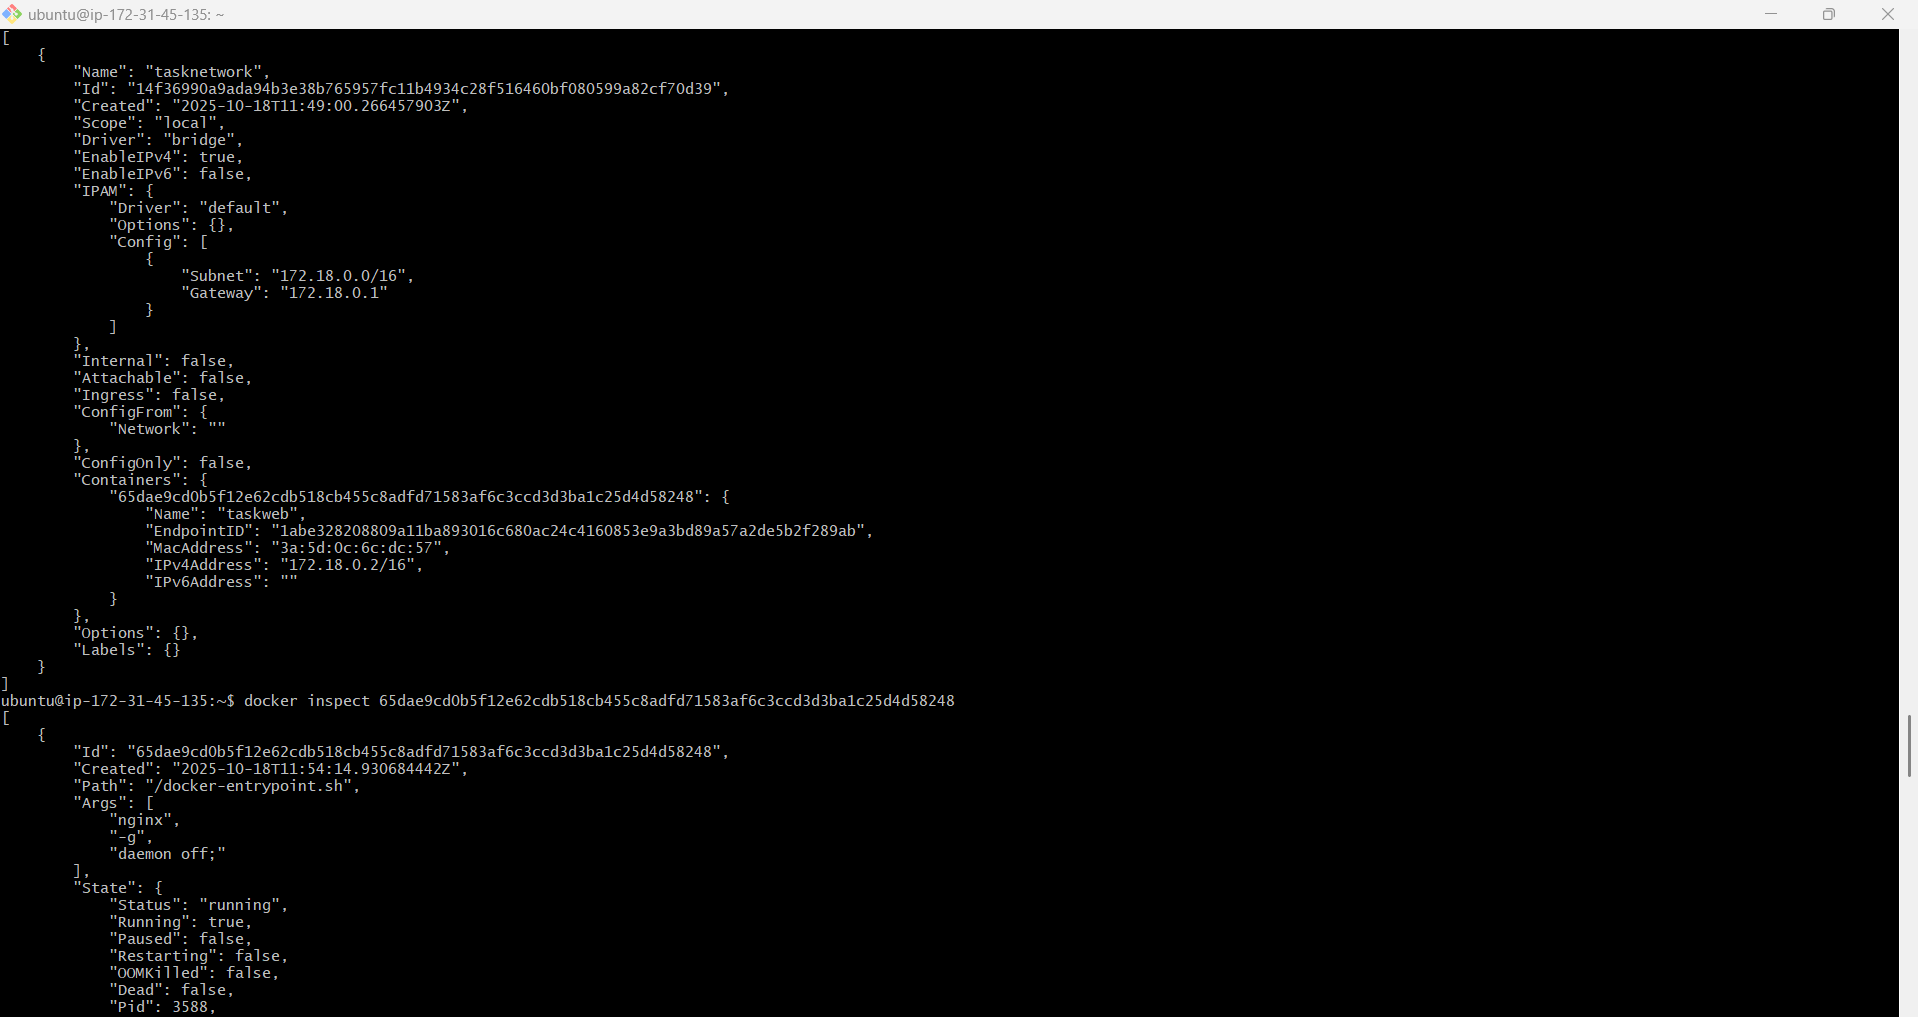 ubuntu@ip-172-31-45-135: ~
[
    {
        "Name": "tasknetwork",
        "Id": "14f36990a9ada94b3e38b765957fc11b4934c28f516460bf080599a82cf70d39",
        "Created": "2025-10-18T11:49:00.266457903Z",
        "Scope": "local",
        "Driver": "bridge",
        "EnableIPv4": true,
        "EnableIPv6": false,
        "IPAM": {
            "Driver": "default",
            "Options": {},
            "Config": [
                {
                    "Subnet": "172.18.0.0/16",
                    "Gateway": "172.18.0.1"
                }
            ]
        },
        "Internal": false,
        "Attachable": false,
        "Ingress": false,
        "ConfigFrom": {
            "Network": ""
        },
        "ConfigOnly": false,
        "Containers": {
            "65dae9cd0b5f12e62cdb518cb455c8adfd71583af6c3ccd3d3ba1c25d4d58248": {
                "Name": "taskweb",
                "EndpointID": "1abe328208809a11ba893016c680ac24c4160853e9a3bd89a57a2de5b2f289ab",
                "MacAddress": "3a:5d:0c:6c:dc:57",
                "IPv4Address": "172.18.0.2/16",
                "IPv6Address": ""
            }
        },
        "Options": {},
        "Labels": {}
    }
]
ubuntu@ip-172-31-45-135:~$ docker inspect 65dae9cd0b5f12e62cdb518cb455c8adfd71583af6c3ccd3d3ba1c25d4d58248
[
    {
        "Id": "65dae9cd0b5f12e62cdb518cb455c8adfd71583af6c3ccd3d3ba1c25d4d58248",
        "Created": "2025-10-18T11:54:14.930684442Z",
        "Path": "/docker-entrypoint.sh",
        "Args": [
            "nginx",
            "-g",
            "daemon off;"
        ],
        "State": {
            "Status": "running",
            "Running": true,
            "Paused": false,
            "Restarting": false,
            "OOMKilled": false,
            "Dead": false,
            "Pid": 3588,